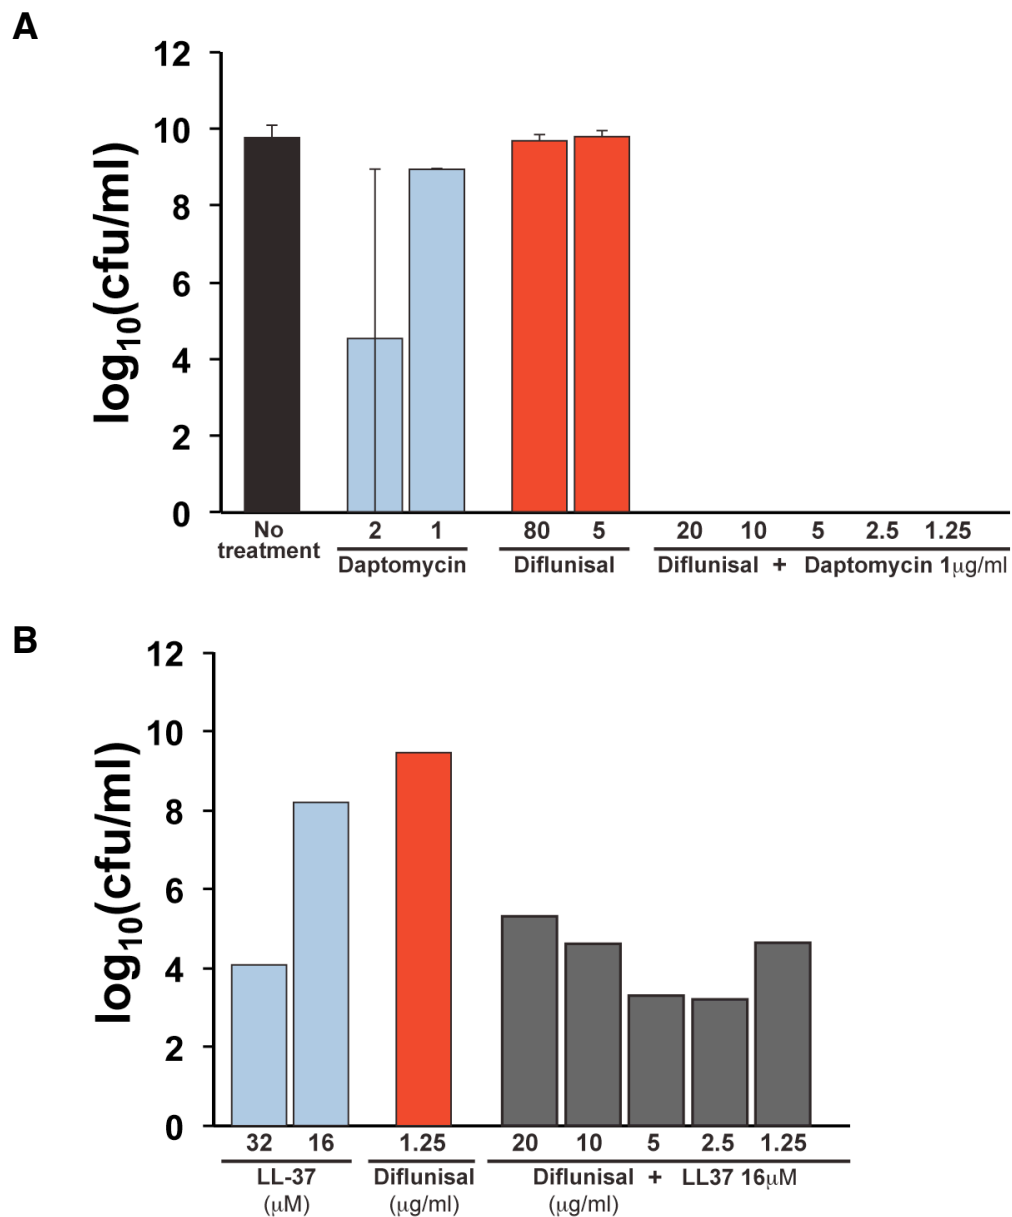 A
log10(cfu/ml)
12
10
8
6
4
2
0
No treatment
2 1
80 5
20 10 5 2.5 1.25
Daptomycin
Diflunisal
Diflunisal + Daptomycin 1μg/ml
B
log10(cfu/ml)
12
10
8
6
4
2
0
32 16
1.25
20 10 5 2.5 1.25
LL-37
(μM)
Diflunisal
(μg/ml)
Diflunisal + LL37 16μM
(μg/ml)